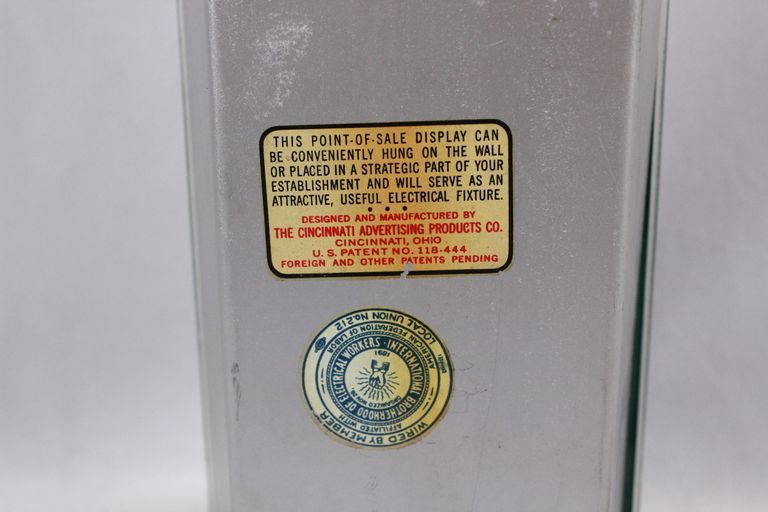 THIS POINT-OF-SALE DISPLAY CAN
BE CONVENIENTLY HUNG ON THE WALL
OR PLACED IN A STRATEGIC PART OF YOUR
ESTABLISHMENT AND WILL SERVE AS AN
ATTRACTIVE, USEFUL ELECTRICAL FIXTURE.
• • •
DESIGNED AND MANUFACTURED BY
THE CINCINNATI ADVERTISING PRODUCTS CO.
CINCINNATI, OHIO
U. S. PATENT NO. 118-444
FOREIGN AND OTHER PATENTS PENDING
WIRED BY MEMBER
LOCAL UNION No. 212
AFFILIATED WITH
AMERICAN FEDERATION OF LABOR
INTERNATIONAL BROTHERHOOD OF ELECTRICAL WORKERS
ORGANIZED NOV. 28,
1891